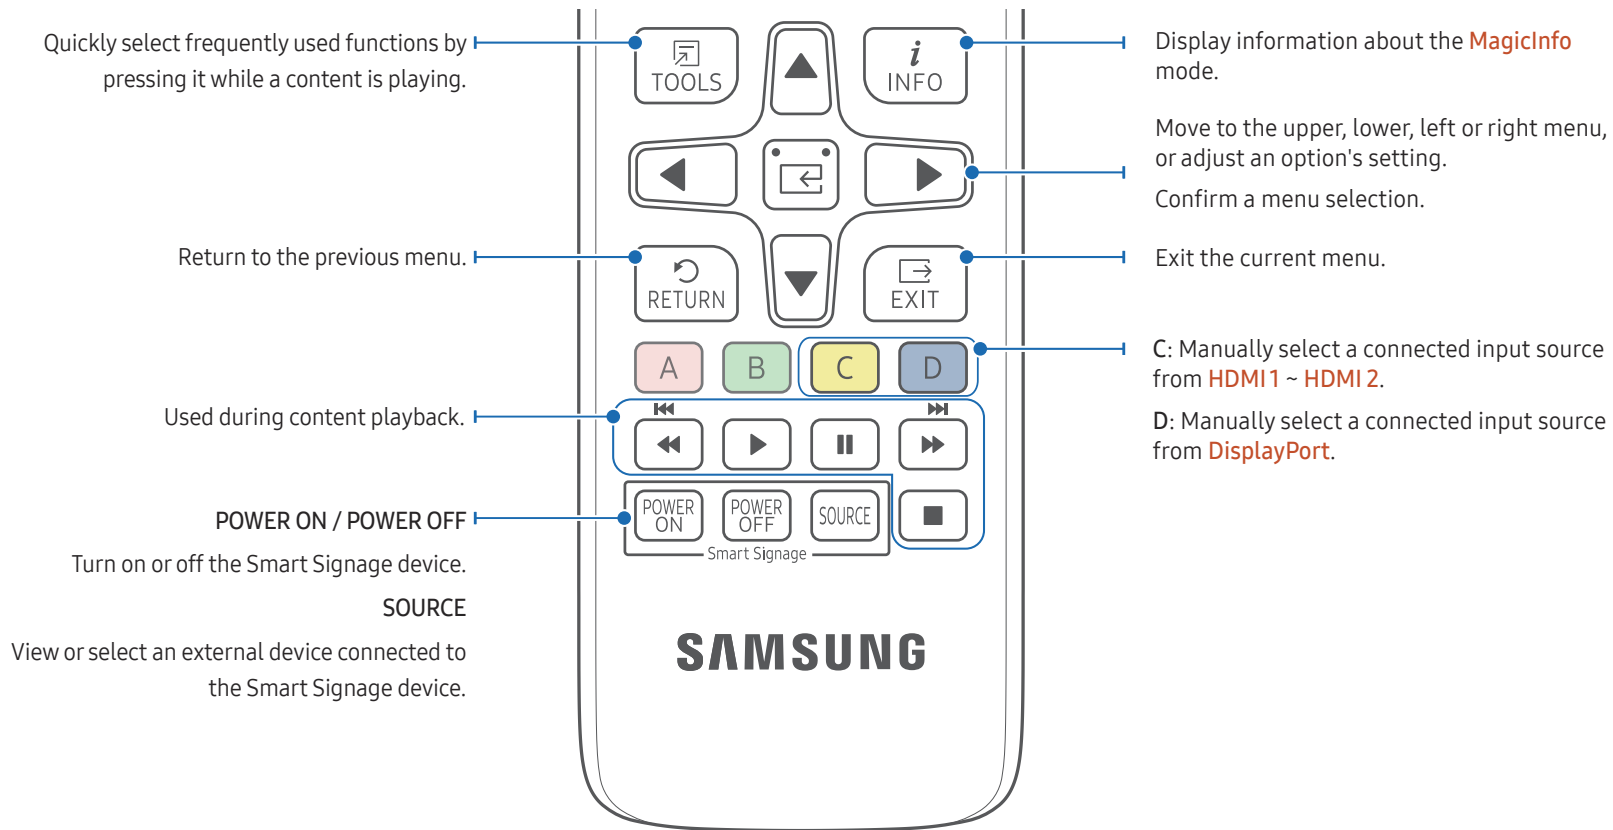 Quickly select frequently used functions by
pressing it while a content is playing.
Return to the previous menu.
Used during content playback.
POWER ON / POWER OFF
Turn on or off the Smart Signage device.
SOURCE
View or select an external device connected to
the Smart Signage device.
TOOLS
i
INFO
RETURN
EXIT
A
B
C
D
POWER
ON
POWER
OFF
SOURCE
Smart Signage
SAMSUNG
Display information about the MagicInfo
mode.
Move to the upper, lower, left or right menu,
or adjust an option's setting.
Confirm a menu selection.
Exit the current menu.
C: Manually select a connected input source
from HDMI 1 ~ HDMI 2.
D: Manually select a connected input source
from DisplayPort.